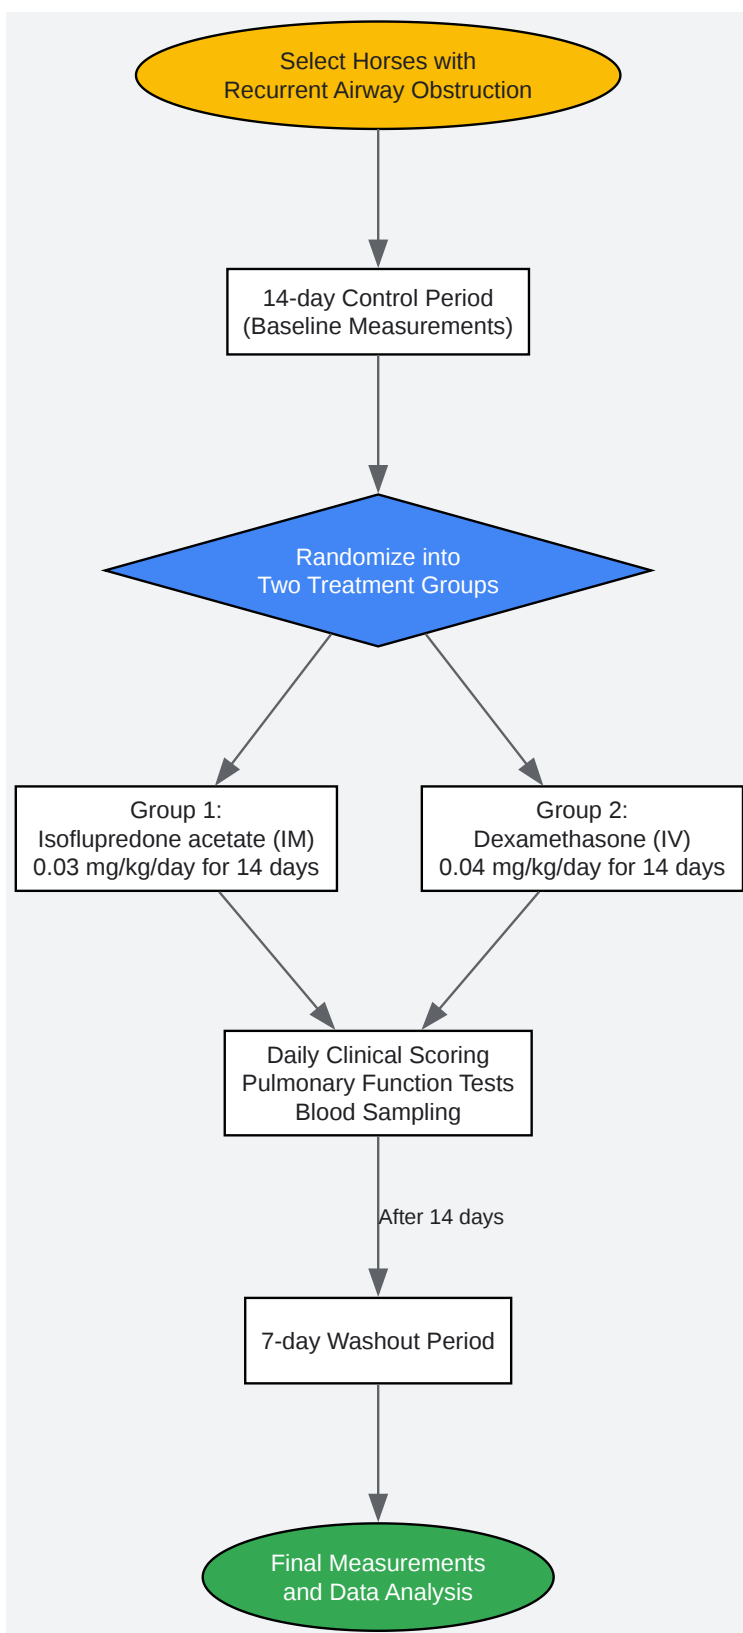 Select Horses with
Recurrent Airway Obstruction
14-day Control Period
(Baseline Measurements)
Randomize into
Two Treatment Groups
Group 1:
Isoflupredone acetate (IM)
0.03 mg/kg/day for 14 days
Group 2:
Dexamethasone (IV)
0.04 mg/kg/day for 14 days
Daily Clinical Scoring
Pulmonary Function Tests
Blood Sampling
After 14 days
7-day Washout Period
Final Measurements
and Data Analysis